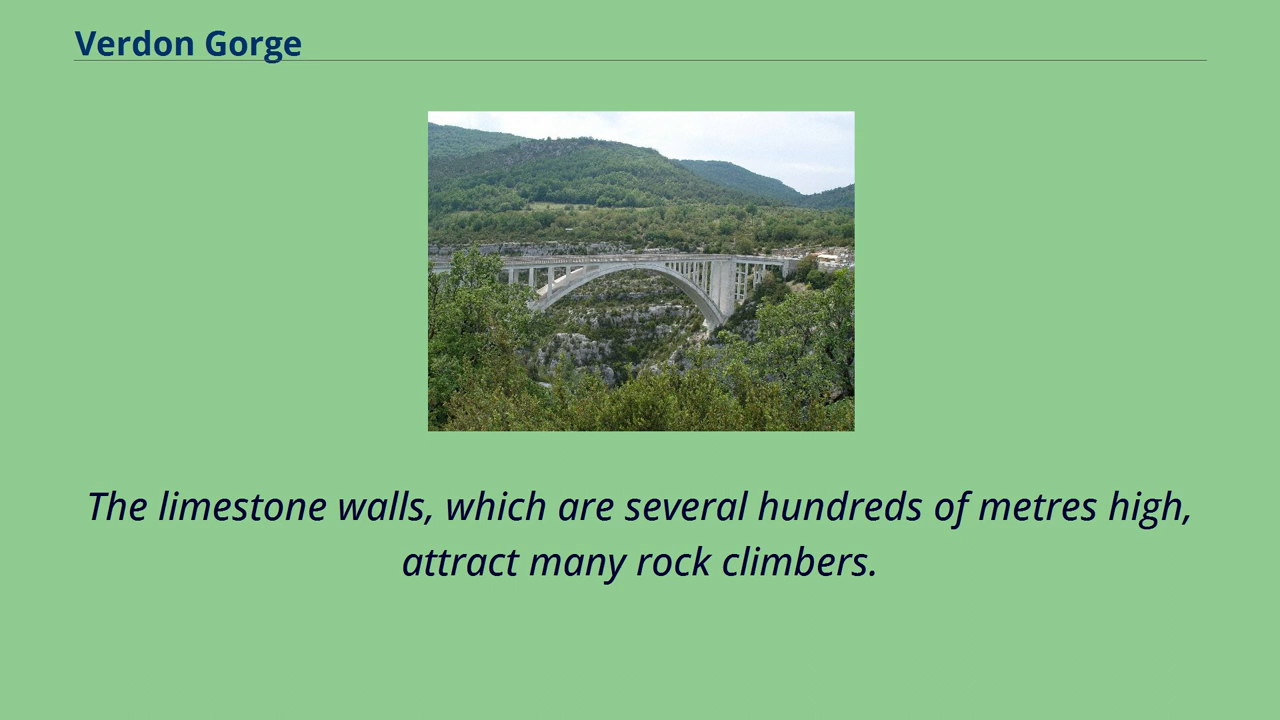 Verdon Gorge
The limestone walls, which are several hundreds of metres high,
attract many rock climbers.